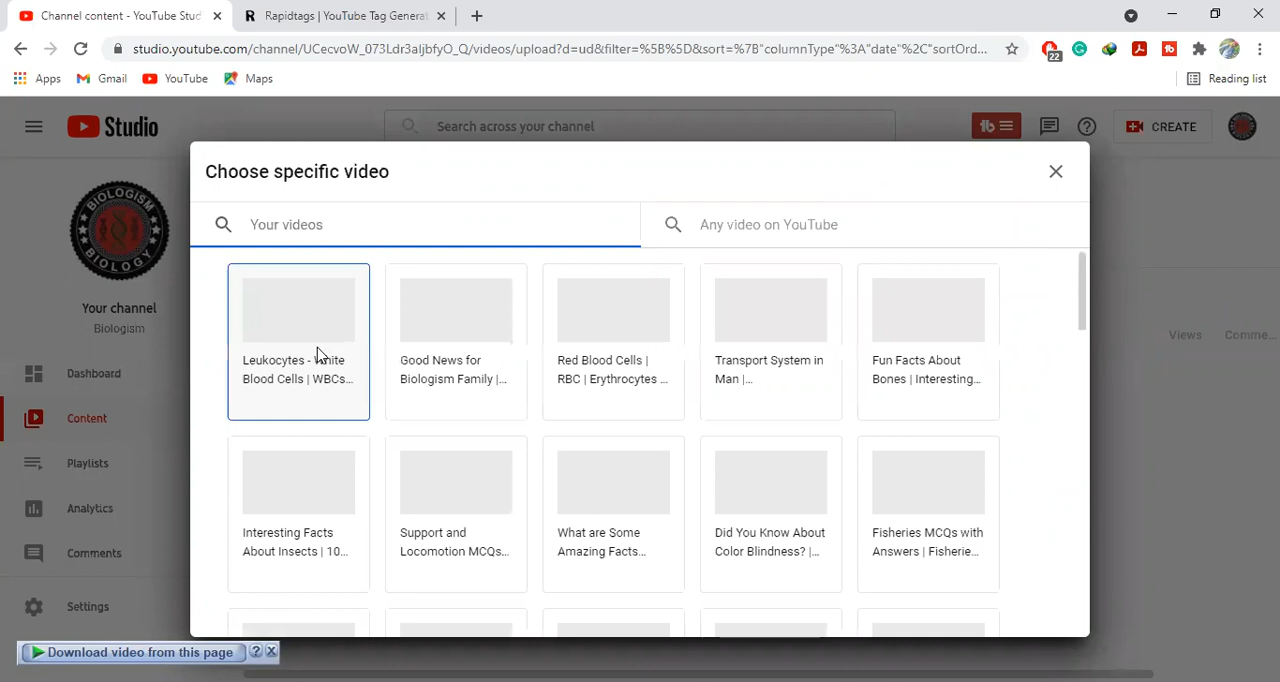 Channel content - YouTube Stud
Rapidtags | YouTube Tag Generat
studio.youtube.com/channel/UCecvoW_073Ldr3aIjbfyO_Q/videos/upload?d=ud&filter=%5B%5D&sort=%7B"columnType"%3A"date"%2C"sortOrd...
22
Apps
Gmail
YouTube
Maps
Reading list
Studio
Search across your channel
CREATE
BIOLOGISM
BIOLOGY
Your channel
Biologism
Dashboard
Content
Playlists
Analytics
Comments
Settings
Views
Comme...
Choose specific video
Your videos
Any video on YouTube
Leukocytes - White
Blood Cells | WBCs...
Good News for
Biologism Family |...
Red Blood Cells |
RBC | Erythrocytes ...
Transport System in
Man |...
Fun Facts About
Bones | Interesting...
Interesting Facts
About Insects | 10...
Support and
Locomotion MCQs...
What are Some
Amazing Facts...
Did You Know About
Color Blindness? |...
Fisheries MCQs with
Answers | Fisherie...
Download video from this page